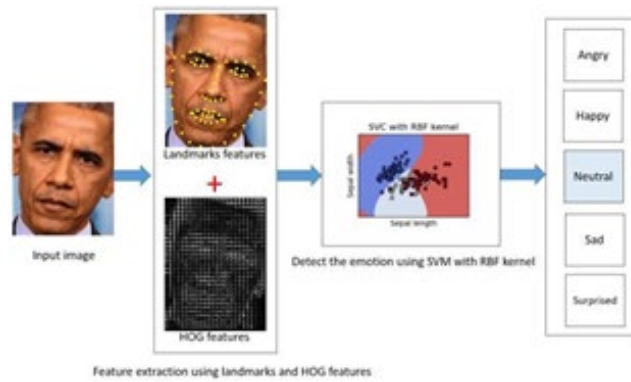 Angry
Landmarks features
SVC with RBF kernel
Happy
+
Sepal width
Neutral
Sepal length
Input image
Detect the emotion using SVM with RBF kernel
Sad
HOG features
Surprised
Feature extraction using landmarks and HOG features